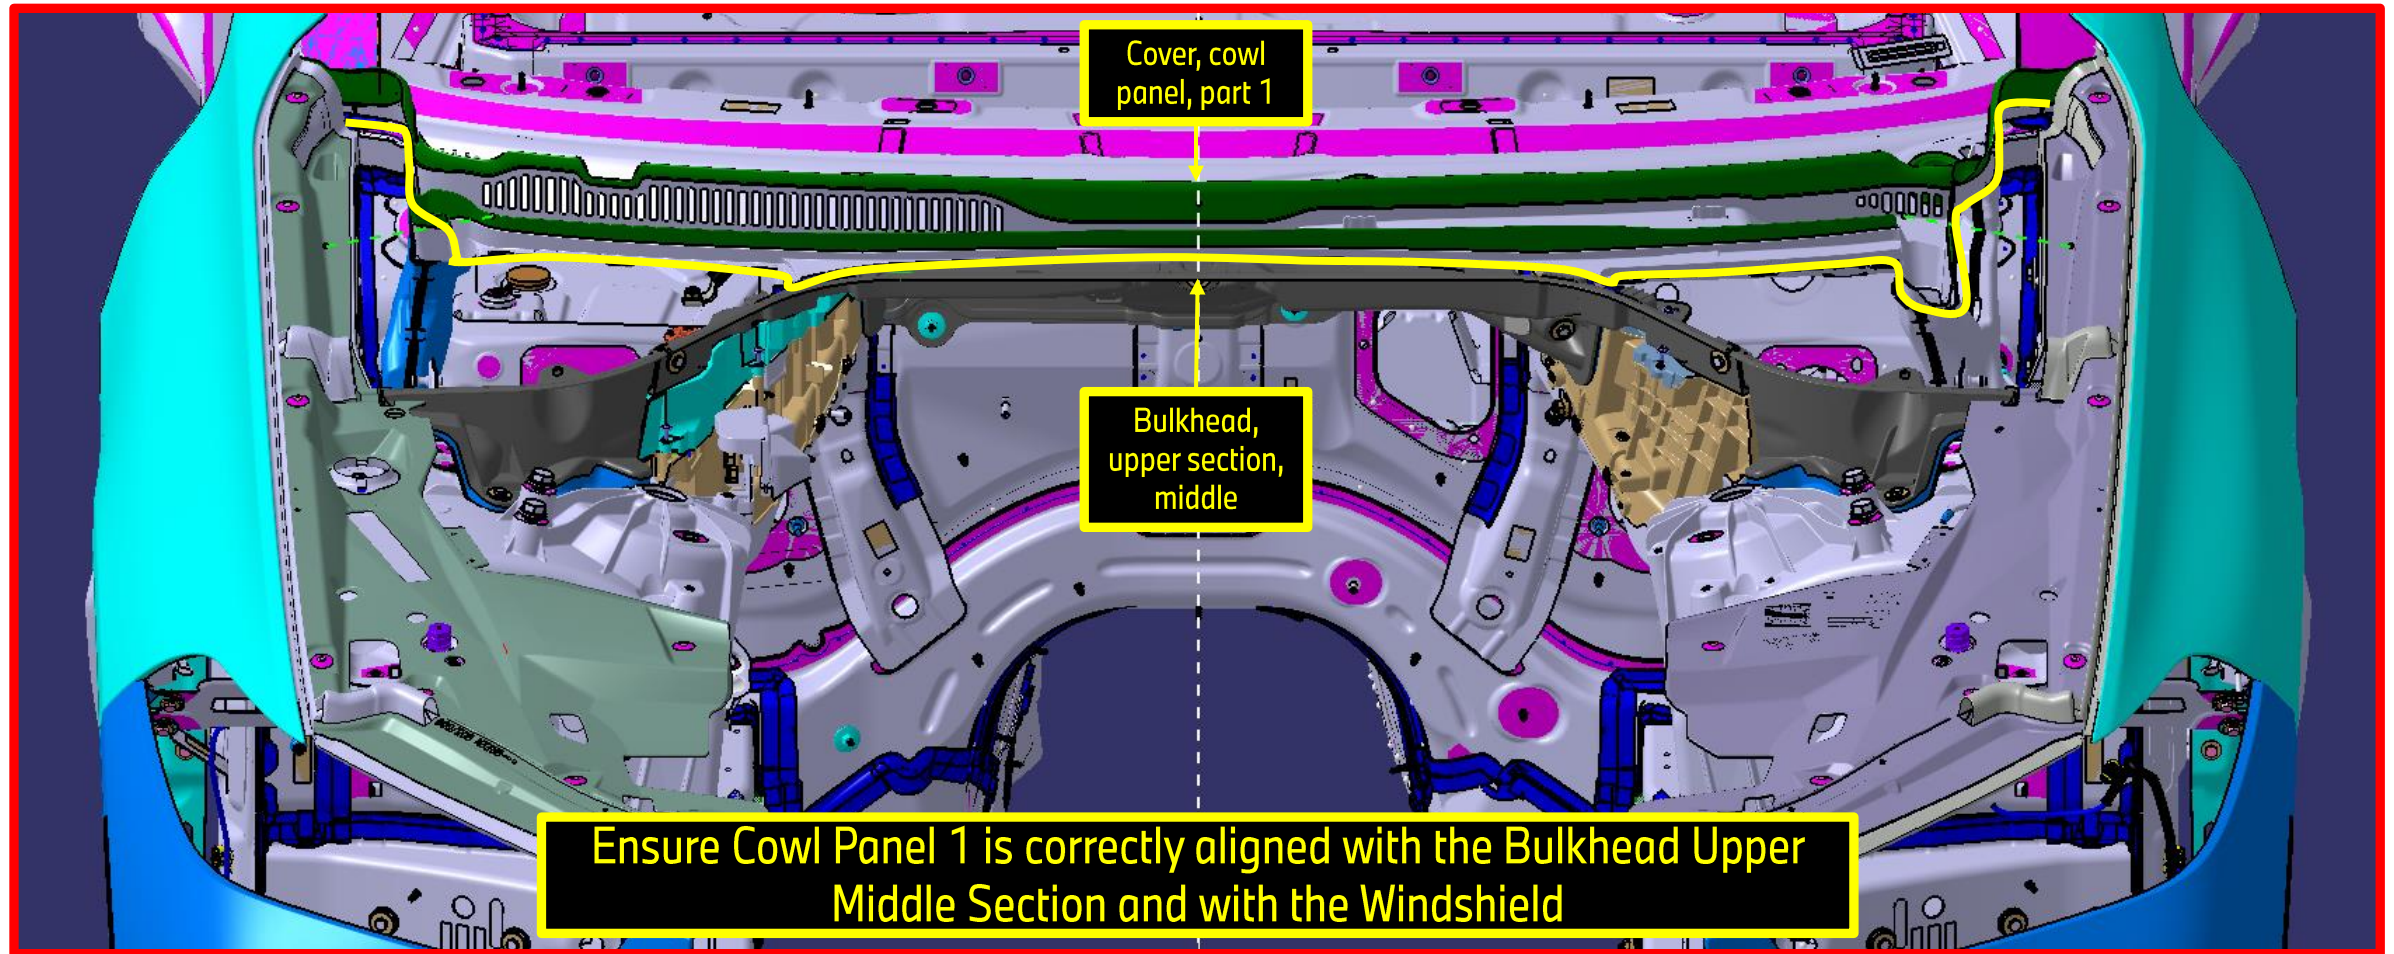 Cover, cowl
panel, part 1
Bulkhead,
upper section,
middle
Ensure Cowl Panel 1 is correctly aligned with the Bulkhead Upper
Middle Section and with the Windshield